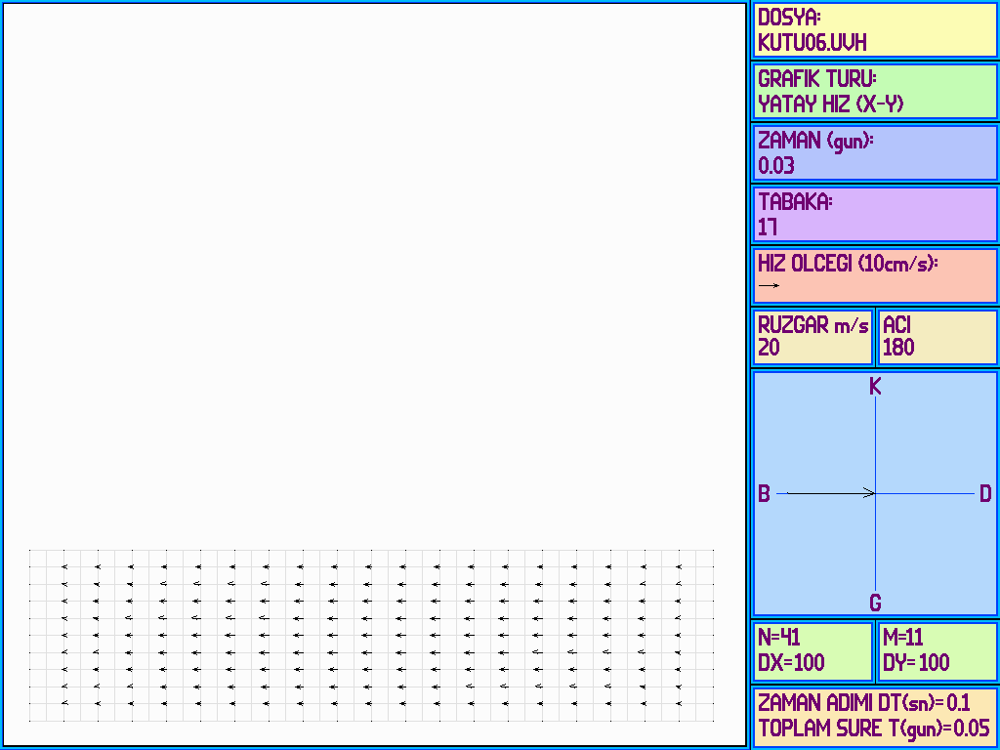 DOSYA:
KUTU06.UVH
GRAFIK TURU:
YATAY HIZ (X-Y)
ZAMAN (gun):
0.03
TABAKA:
17
HIZ OLCEGI (10cm/s):
RUZGAR m/s
20
ACI
180
K
B
D
G
N=41
DX=100
M=11
DY=100
ZAMAN ADIMI DT(sn)=0.1
TOPLAM SURE T(gun)=0.05